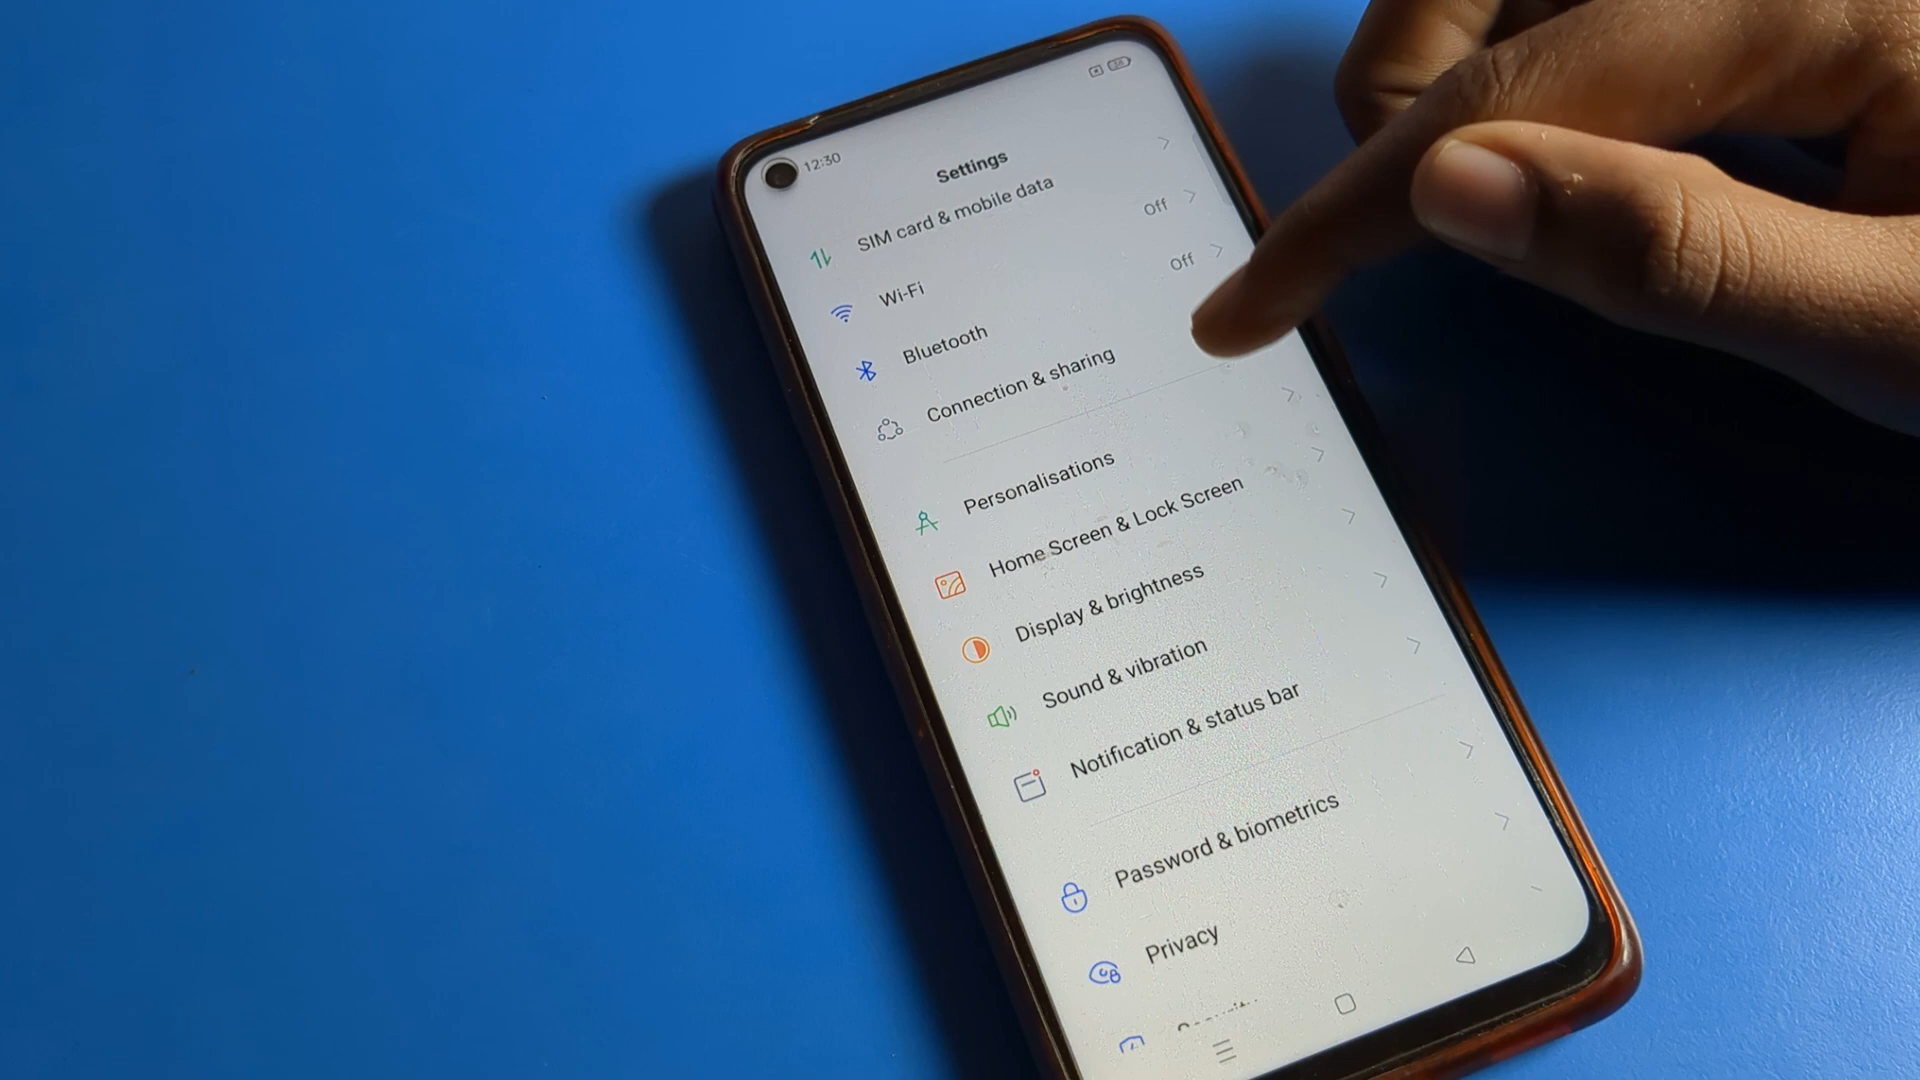 12:30
Settings
SIM card & mobile data
Wi-Fi Off
Bluetooth Off
Connection & sharing
Personalisations
Home Screen & Lock Screen
Display & brightness
Sound & vibration
Notification & status bar
Password & biometrics
Privacy